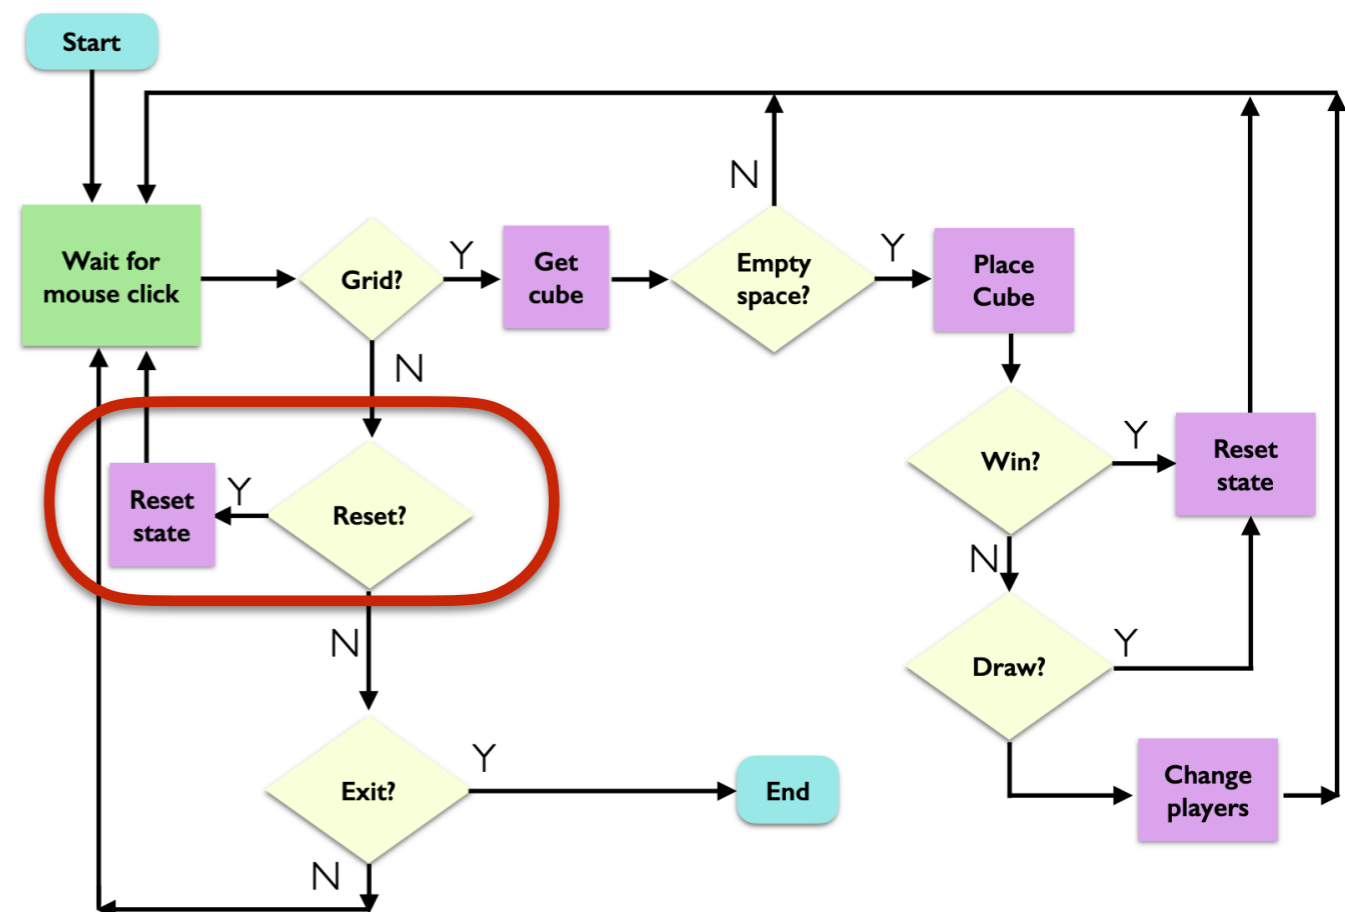 Start
N
Wait for
mouse click
Grid?
Y
Get
cube
Empty
space?
Y
Place
Cube
N
Reset
state
Y
Reset?
Win?
Y
Reset
state
N
N
Draw?
Y
Exit?
Y
End
Change
players
N